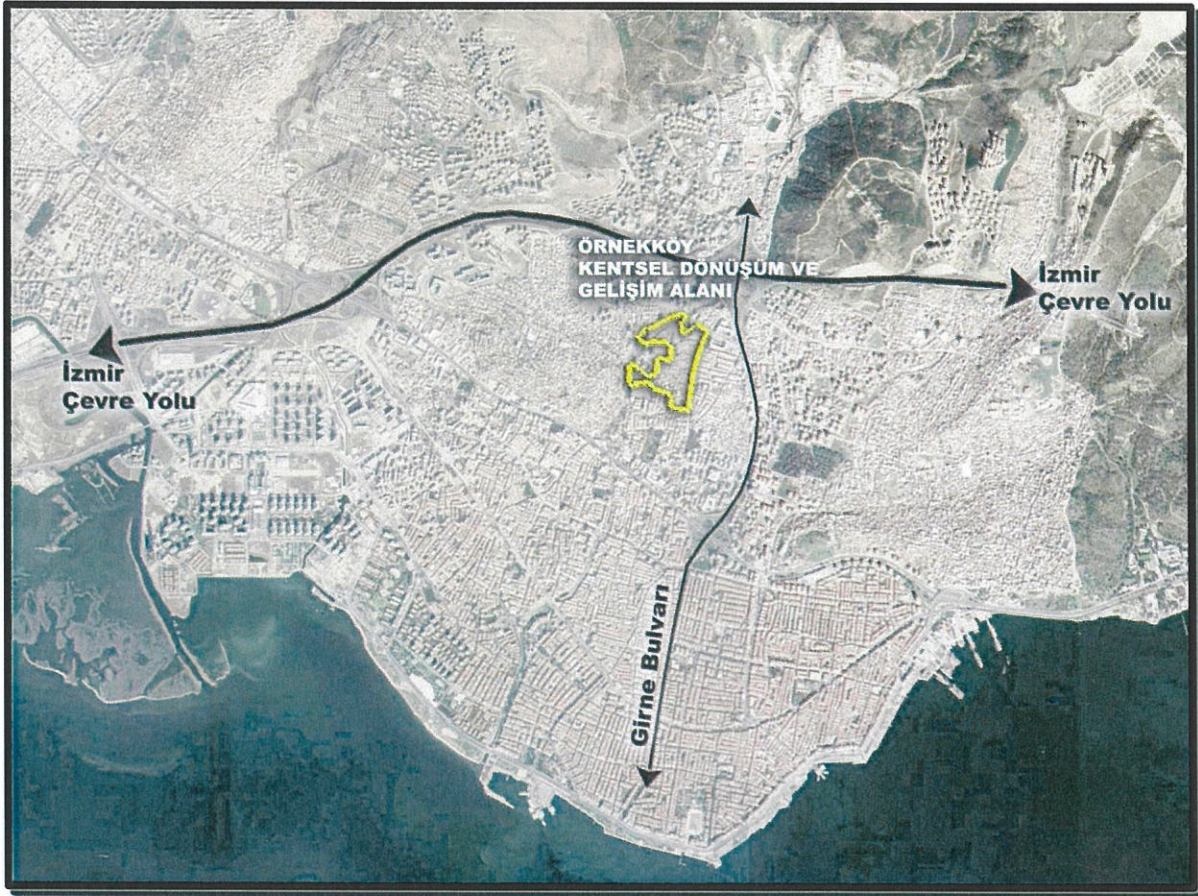 ÖRNEKKÖY
KENTSEL DÖNÜŞÜM VE
GELİŞİM ALANI
İzmir
Çevre Yolu
İzmir
Çevre Yolu
Girne Bulvarı